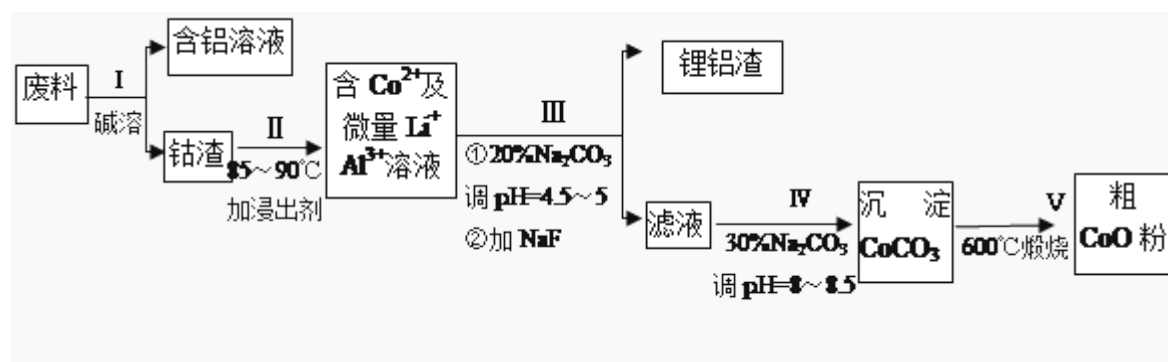 含铝溶液
废料
I
碱溶
钴渣
II
85～90℃
加浸出剂
含 Co²⁺及
微量 Li⁺
Al³⁺溶液
III
①20%Na₂CO₃
调 pH=4.5～5
②加 NaF
锂铝渣
滤液
IV
30%Na₂CO₃
调 pH=8～8.5
沉 淀
CoCO₃
V
600℃煅烧
粗
CoO 粉